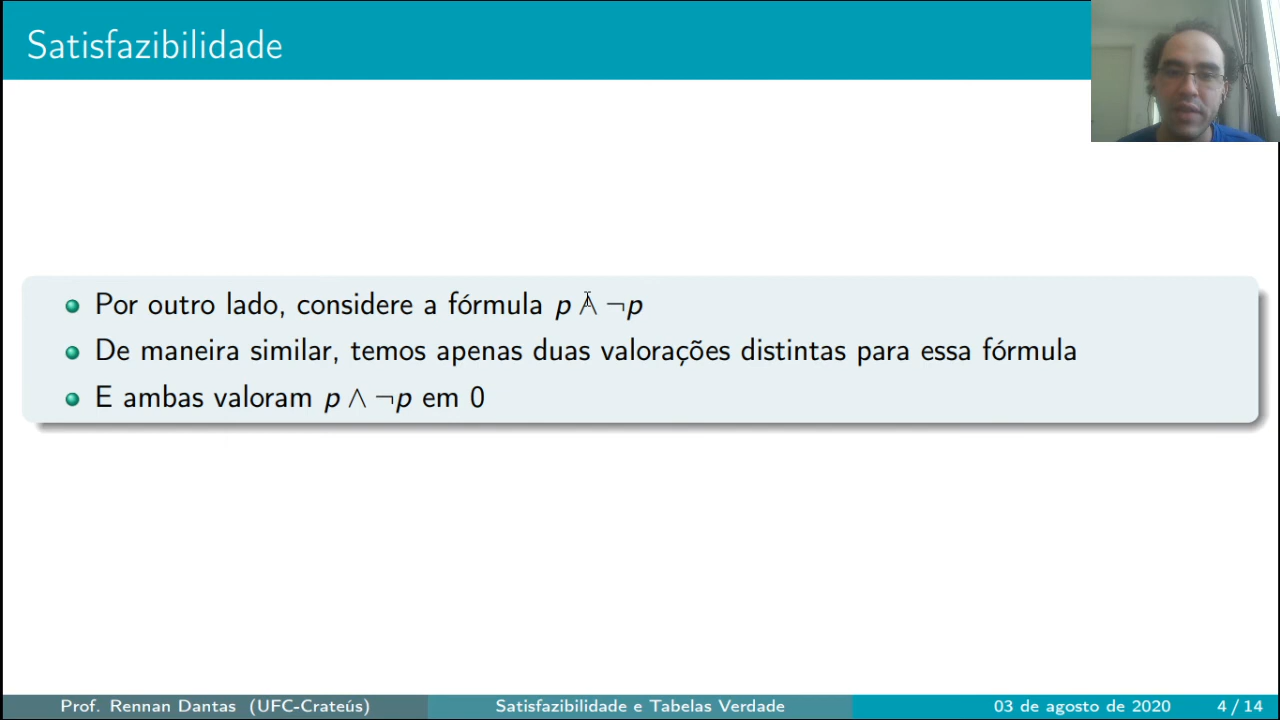 Satisfazibilidade
Por outro lado, considere a fórmula p ∧ ¬p
De maneira similar, temos apenas duas valorações distintas para essa fórmula
E ambas valoram p ∧ ¬p em 0
Prof. Rennan Dantas (UFC-Crateús) Satisfazibilidade e Tabelas Verdade 03 de agosto de 2020 4 / 14